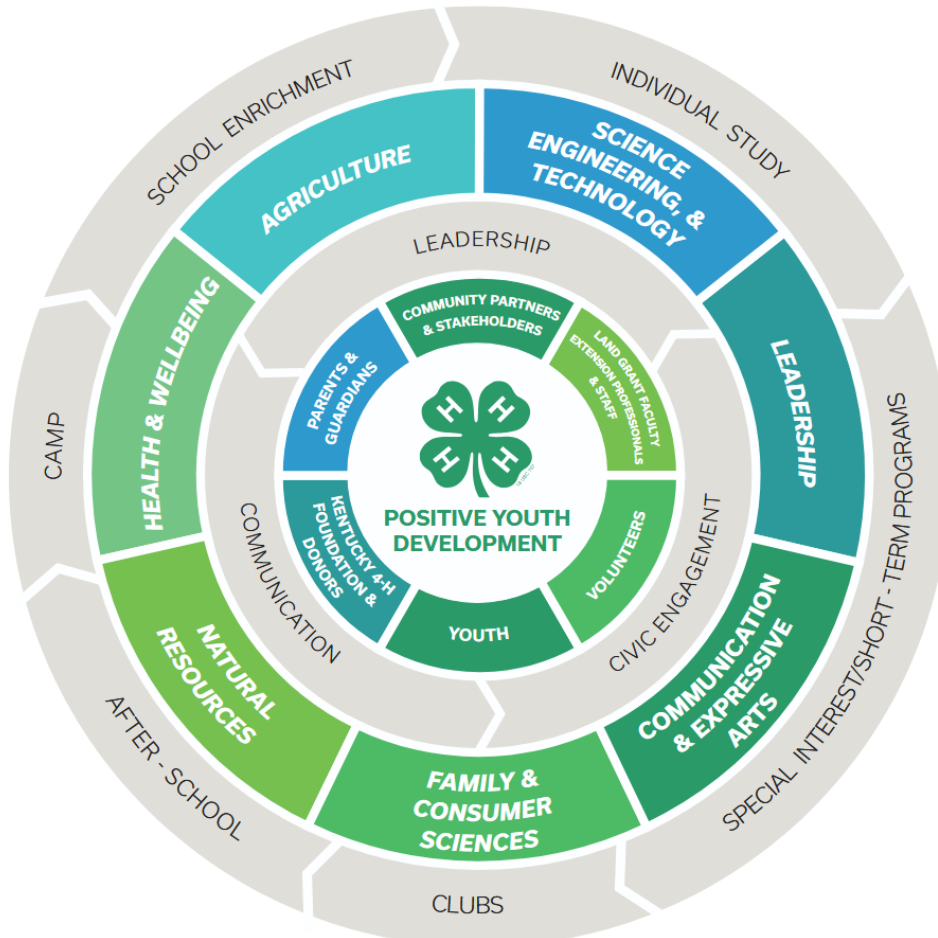 SCHOOL ENRICHMENT
INDIVIDUAL STUDY
SPECIAL INTEREST/SHORT - TERM PROGRAMS
CLUBS
AFTER - SCHOOL
CAMP
AGRICULTURE
SCIENCE
ENGINEERING, &
TECHNOLOGY
LEADERSHIP
COMMUNICATION
& EXPRESSIVE
ARTS
FAMILY &
CONSUMER
SCIENCES
NATURAL
RESOURCES
HEALTH & WELLBEING
LEADERSHIP
CIVIC ENGAGEMENT
COMMUNICATION
COMMUNITY PARTNERS
& STAKEHOLDERS
LAND GRANT FACULTY
EXTENSION PROFESSIONALS
& STAFF
VOLUNTEERS
YOUTH
KENTUCKY 4-H
FOUNDATION &
DONORS
PARENTS &
GUARDIANS
H H
H H
POSITIVE YOUTH
DEVELOPMENT